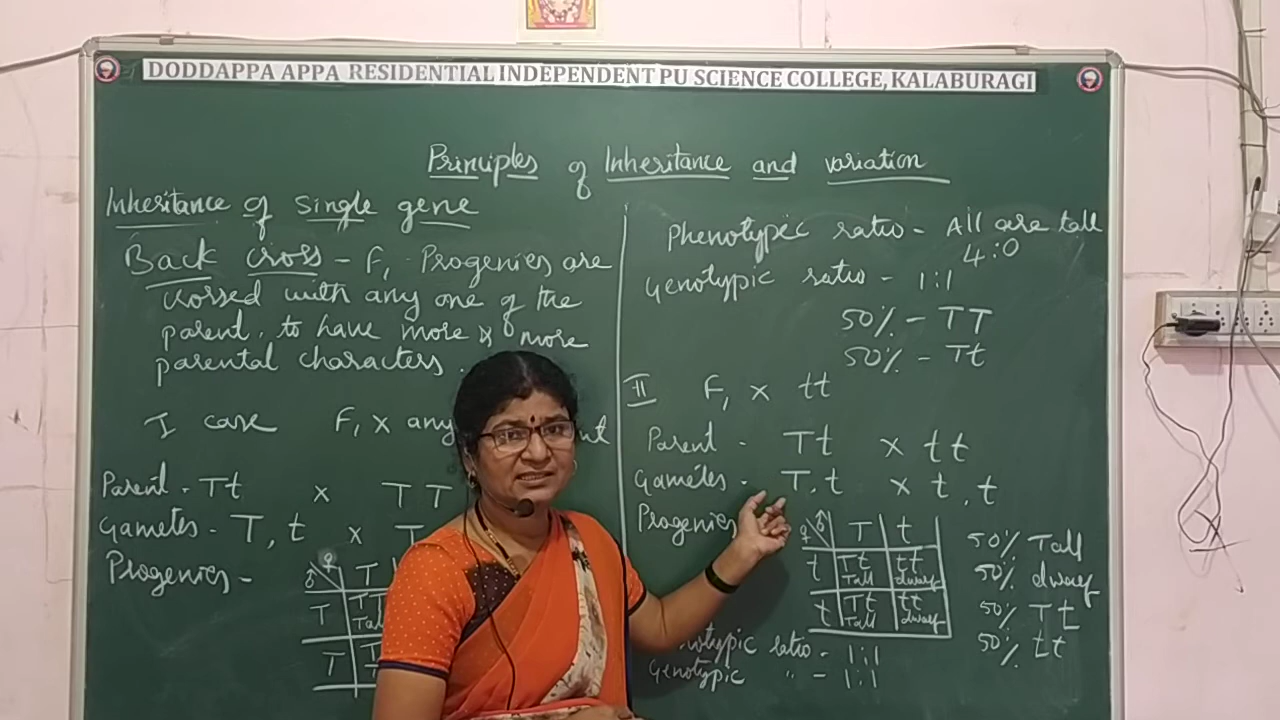 DODDAPPA APPA RESIDENTIAL INDEPENDENT PU SCIENCE COLLEGE, KALABURAGI
Principles of Inheritance and variation
Inheritance of single gene
Back cross - F, Progenies are
crossed with any one of the
parent, to have more & more
parental characters.
I case F, x any
Parent - Tt x TT
Gametes - T, t x T
Progenies -
♂ ♀ T
T TT
Tall
T T
Phenotypic ratio - All are tall
4:0
Genotypic ratio - 1:1
50% - TT
50% - Tt
II F, x tt
Parent - Tt x tt
Gametes - T, t x t, t
Progenies
♀ ♂ T t
t Tt tt
Tall dwarf
t Tt tt
Tall dwarf
50% Tall
50% dwarf
50% Tt
50% tt
ratio - 1:1
Genotypic " - 1:1